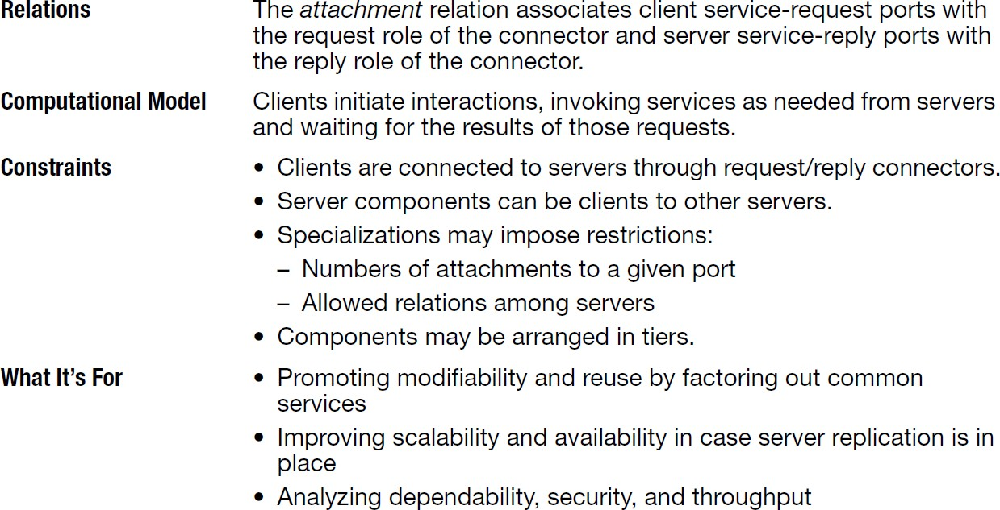 Relations The attachment relation associates client service-request ports with
the request role of the connector and server service-reply ports with
the reply role of the connector.
Computational Model Clients initiate interactions, invoking services as needed from servers
and waiting for the results of those requests.
Constraints • Clients are connected to servers through request/reply connectors.
• Server components can be clients to other servers.
• Specializations may impose restrictions:
– Numbers of attachments to a given port
– Allowed relations among servers
• Components may be arranged in tiers.
What It’s For • Promoting modifiability and reuse by factoring out common
services
• Improving scalability and availability in case server replication is in
place
• Analyzing dependability, security, and throughput